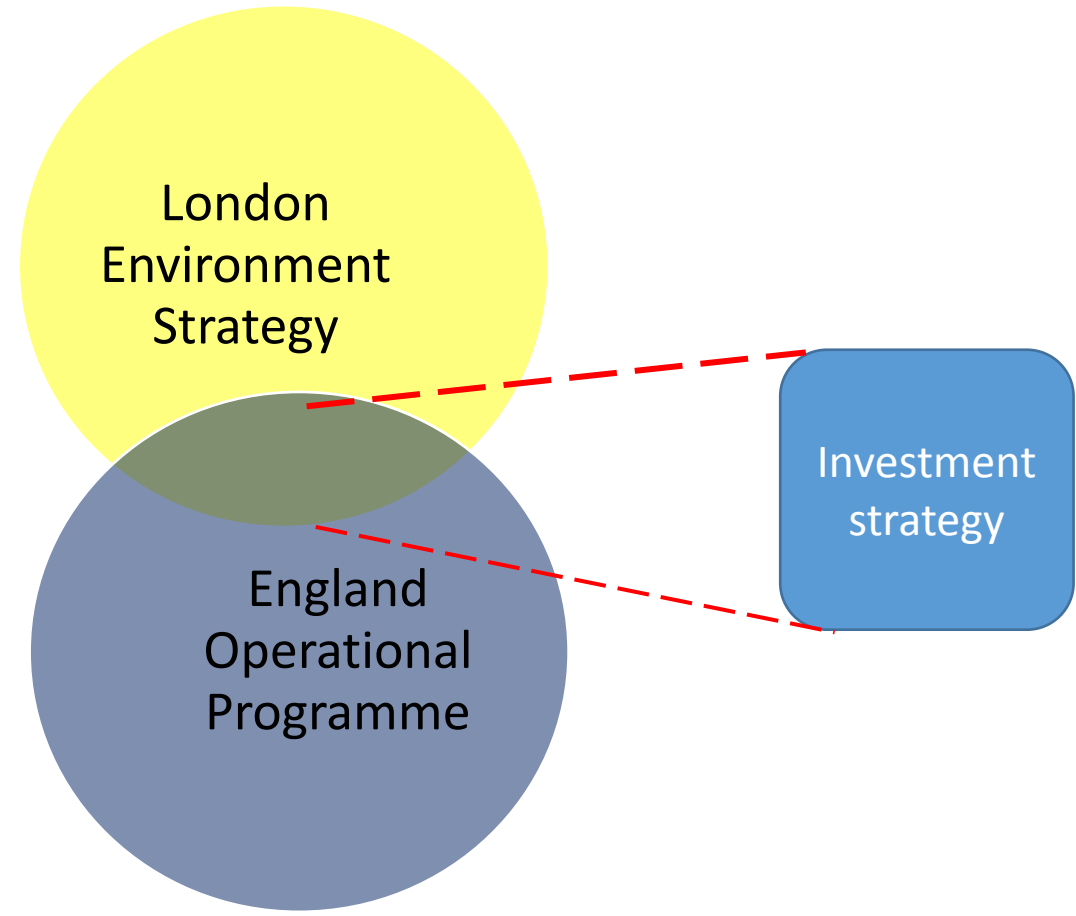 London
Environment
Strategy
Investment
strategy
England
Operational
Programme